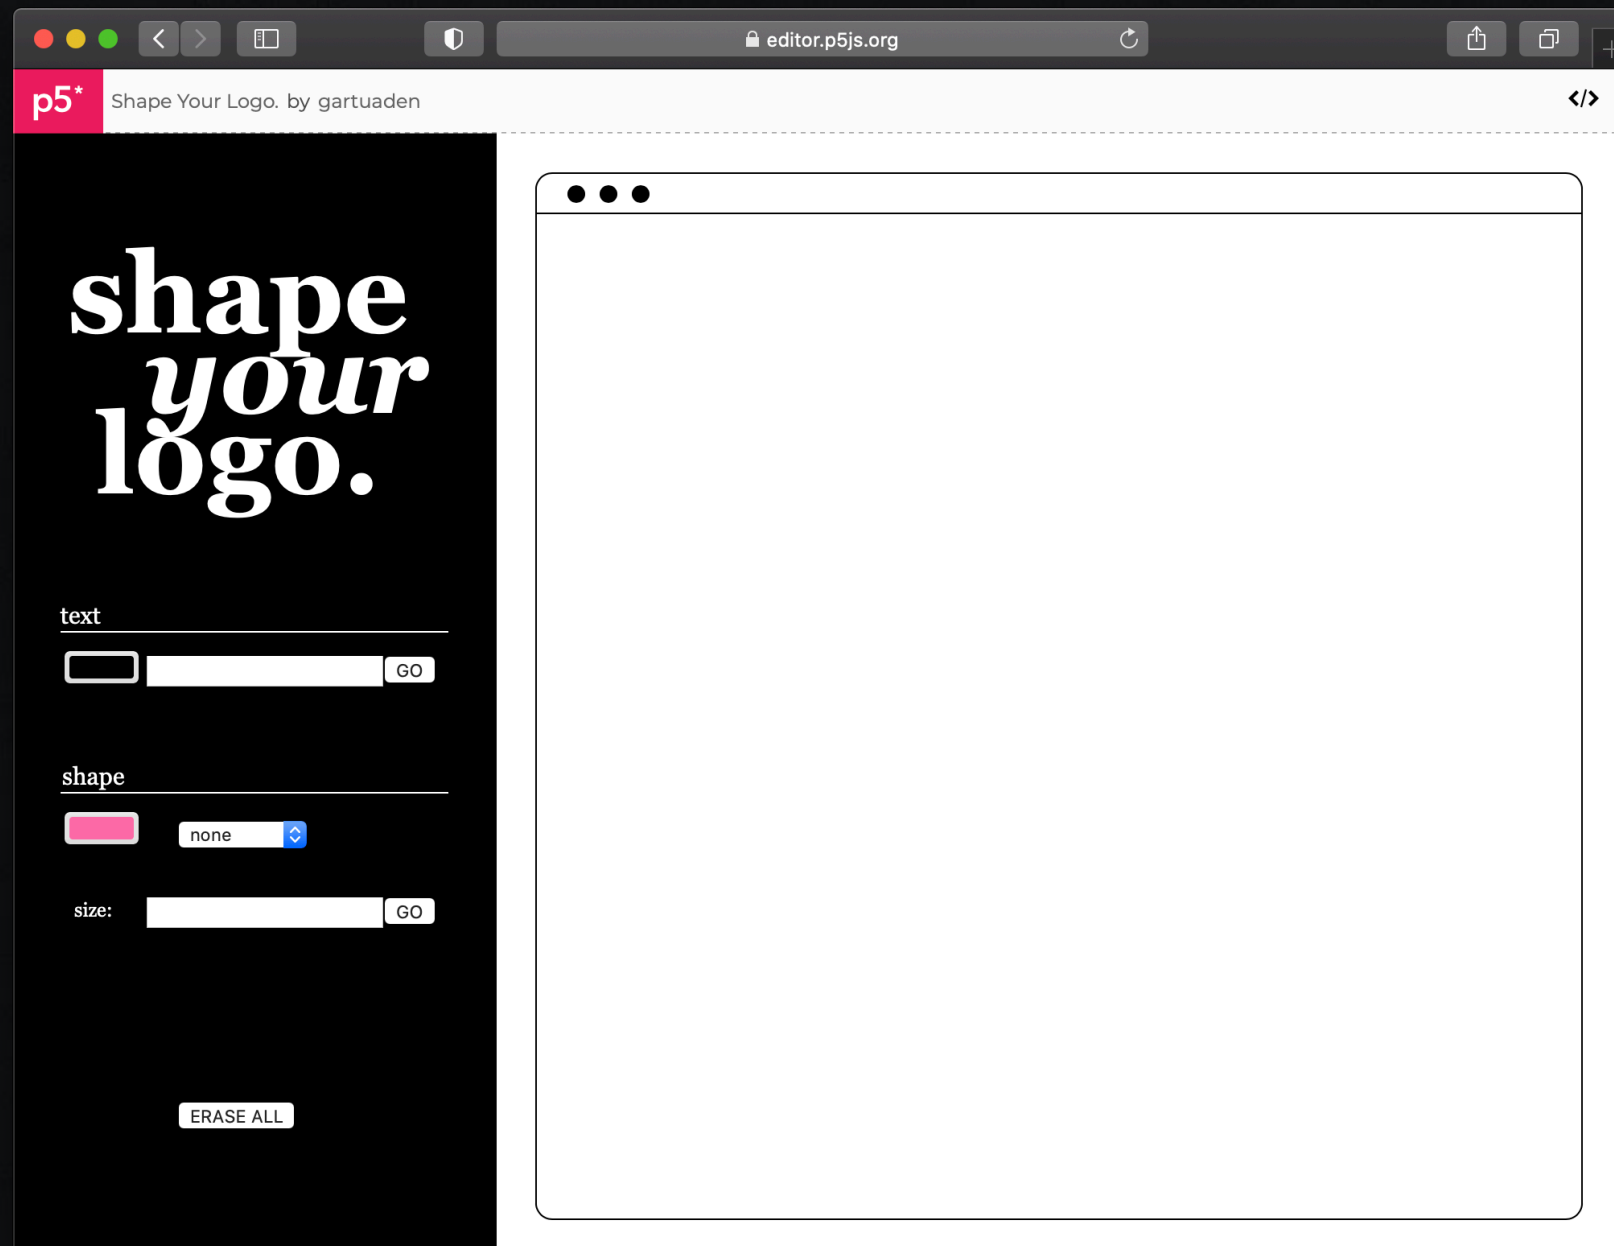 editor.p5js.org
p5* Shape Your Logo. by gartuaden </>
shape
your
logo.
text
GO
shape
none
size: GO
ERASE ALL